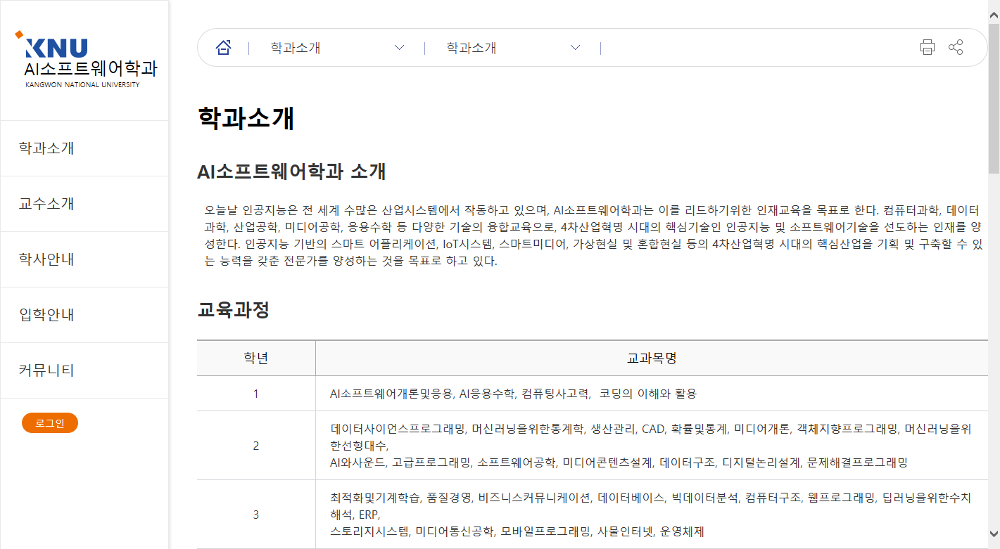 KNU
AI소프트웨어학과
KANGWON NATIONAL UNIVERSITY
학과소개
교수소개
학사안내
입학안내
커뮤니티
로그인
학과소개
학과소개
학과소개
AI소프트웨어학과 소개
오늘날 인공지능은 전 세계 수많은 산업시스템에서 작동하고 있으며, AI소프트웨어학과는 이를 리드하기위한 인재교육을 목표로 한다. 컴퓨터과학, 데이터
과학, 산업공학, 미디어공학, 응용수학 등 다양한 기술의 융합교육으로, 4차산업혁명 시대의 핵심기술인 인공지능 및 소프트웨어기술을 선도하는 인재를 양
성한다. 인공지능 기반의 스마트 어플리케이션, IoT시스템, 스마트미디어, 가상현실 및 혼합현실 등의 4차산업혁명 시대의 핵심산업을 기획 및 구축할 수 있
는 능력을 갖춘 전문가를 양성하는 것을 목표로 하고 있다.
교육과정
학년 교과목명
1 AI소프트웨어개론및응용, AI응용수학, 컴퓨팅사고력, 코딩의 이해와 활용
데이터사이언스프로그래밍, 머신러닝을위한통계학, 생산관리, CAD, 확률및통계, 미디어개론, 객체지향프로그래밍, 머신러닝을위
2 한선형대수,
AI와사운드, 고급프로그래밍, 소프트웨어공학, 미디어콘텐츠설계, 데이터구조, 디지털논리설계, 문제해결프로그래밍
최적화및기계학습, 품질경영, 비즈니스커뮤니케이션, 데이터베이스, 빅데이터분석, 컴퓨터구조, 웹프로그래밍, 딥러닝을위한수치
3 해석, ERP,
스토리지시스템, 미디어통신공학, 모바일프로그래밍, 사물인터넷, 운영체제